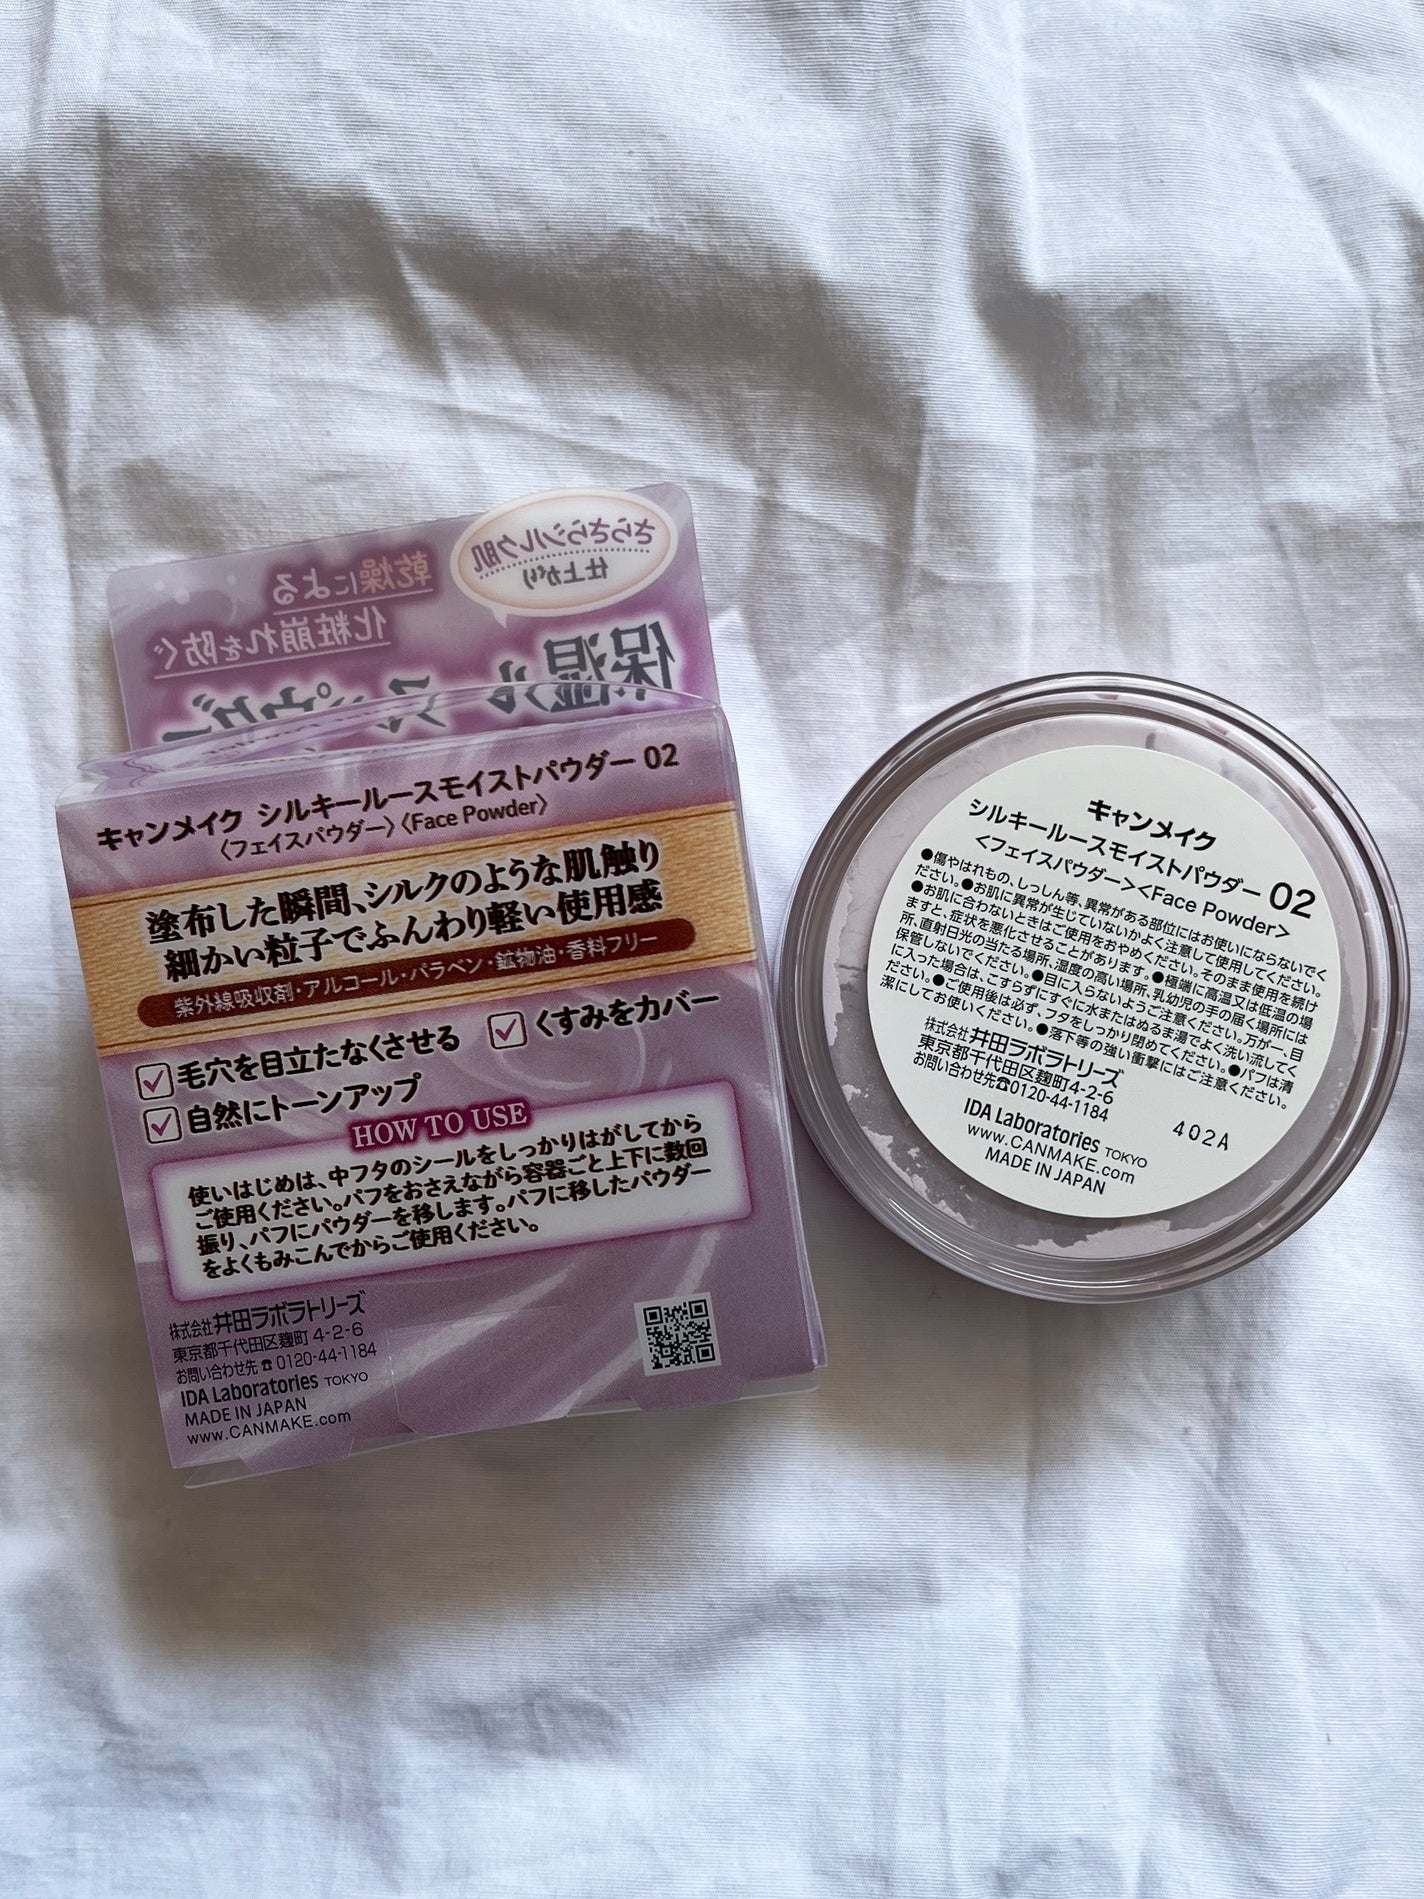 さらさらシルク肌
仕上がり
乾燥による
化粧崩れを防ぐ
保湿ルースパウダー
キャンメイク シルキールースモイストパウダー 02
〈フェイスパウダー〉〈Face Powder〉
塗布した瞬間、シルクのような肌触り
細かい粒子でふんわり軽い使用感
紫外線吸収剤・アルコール・パラベン・鉱物油・香料フリー
毛穴を目立たなくさせる
くすみをカバー
自然にトーンアップ
HOW TO USE
使いはじめは、中フタのシールをしっかりはがしてから
ご使用ください。パフをおさえながら容器ごと上下に数回
振り、パフにパウダーを移します。パフに移したパウダー
をよくもみこんでからご使用ください。
株式会社 井田ラボラトリーズ
東京都千代田区麹町 4-2-6
お問い合わせ先☎0120-44-1184
IDA Laboratories TOKYO
MADE IN JAPAN
www.CANMAKE.com
キャンメイク
シルキールースモイストパウダー 02
<フェイスパウダー><Face Powder>
●傷やはれもの、しっしん等、異常がある部位にはお使いにならないでく
ださい。●お肌に異常が生じていないかよく注意して使用してください。
●お肌に合わないときはご使用をおやめください。そのまま使用を続け
ますと、症状を悪化させることがあります。●極端に高温又は低温の場
所、直射日光の当たる場所、湿度の高い場所、乳幼児の手の届く場所には
保管しないでください。●目に入らないようご注意ください。万が一、目
に入った場合は、こすらずにすぐに水またはぬるま湯でよく洗い流してく
ださい。●ご使用後は必ず、フタをしっかり閉めてください。●パフは清
潔にしてお使いください。●落下等の強い衝撃にはご注意ください。
株式会社 井田ラボラトリーズ
東京都千代田区麹町4-2-6
お問い合わせ先☎0120-44-1184
IDA Laboratories TOKYO
www.CANMAKE.com
MADE IN JAPAN
402A